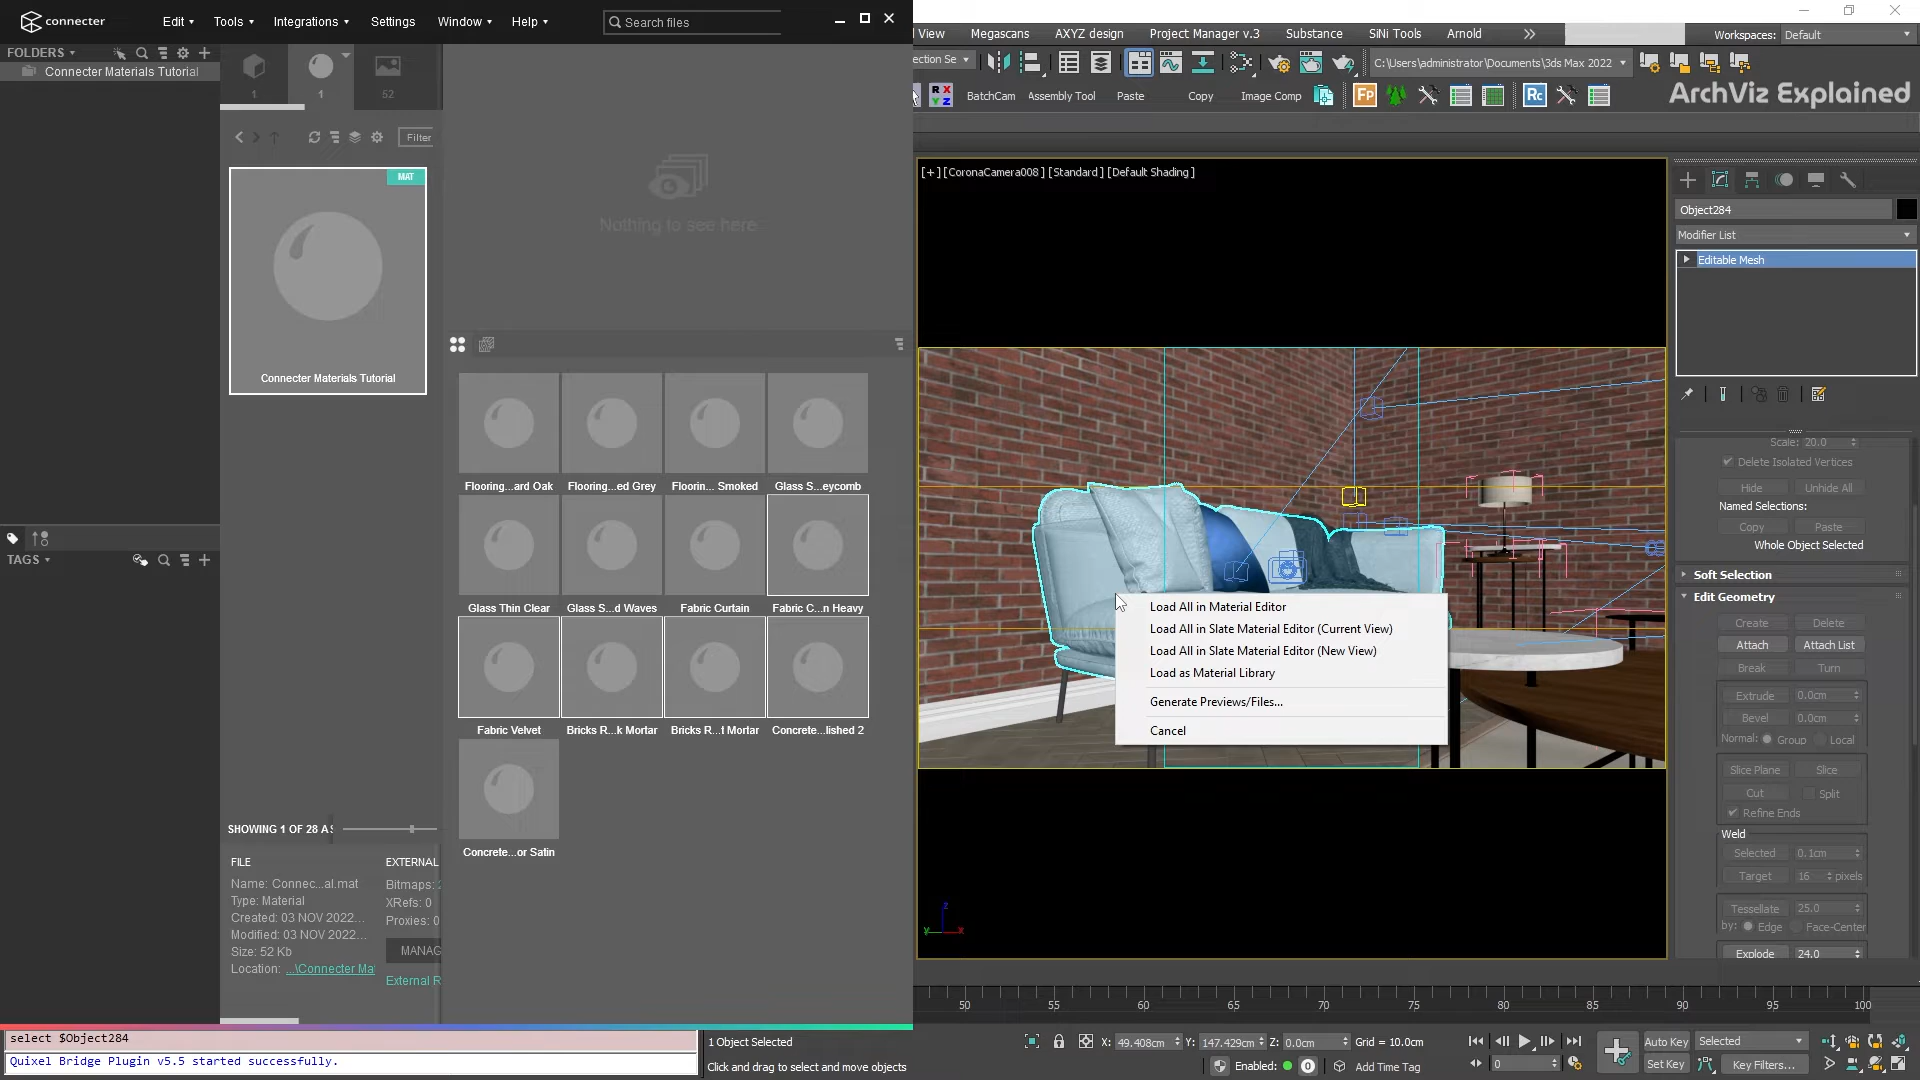 connecter
Edit
Tools
Integrations
Settings
Window
Help
Search files
FOLDERS
Connecter Materials Tutorial
1
1
52
Filter
Nothing to see here
MAT
Connecter Materials Tutorial
Flooring...ard Oak
Flooring...ed Grey
Floorin... Smoked
Glass S...eycomb
Glass Thin Clear
Glass S...d Waves
Fabric Curtain
Fabric C...n Heavy
Fabric Velvet
Bricks R...k Mortar
Bricks R...t Mortar
Concrete...lished 2
Concrete...or Satin
TAGS
SHOWING 1 OF 28 AS
FILE
Name: Connec...al.mat
Type: Material
Created: 03 NOV 2022...
Modified: 03 NOV 2022...
Size: 52 Kb
Location: ...\Connecter Mat
EXTERNAL
Bitmaps: 2
XRefs: 0
Proxies: 0
MANAG
External R
select $Object284
Quixel Bridge Plugin v5.5 started successfully.
View
Megascans
AXYZ design
Project Manager v.3
Substance
SiNi Tools
Arnold
Workspaces: Default
ection Se
C:\Users\administrator\Documents\3ds Max 2022
R X
Y Z
BatchCam
Assembly Tool
Paste
Copy
Image Comp
Fp
Rc
ArchViz Explained
[+] [CoronaCamera008] [Standard] [Default Shading]
Load All in Material Editor
Load All in Slate Material Editor (Current View)
Load All in Slate Material Editor (New View)
Load as Material Library
Generate Previews/Files...
Cancel
z
y
x
Object284
Modifier List
Editable Mesh
Scale: 20.0
Delete Isolated Vertices
Hide
Unhide All
Named Selections:
Copy
Paste
Whole Object Selected
Soft Selection
Edit Geometry
Create
Delete
Attach
Attach List
Break
Turn
Extrude
0.0cm
Bevel
0.0cm
Normal: Group Local
Slice Plane
Slice
Cut
Split
Refine Ends
Weld
Selected
0.1cm
Target
16 pixels
Tessellate
25.0
by: Edge Face-Center
Explode
24.0
50 55 60 65 70 75 80 85 90 95 100
1 Object Selected
Click and drag to select and move objects
X: 49.408cm
Y: 147.429cm
Z: 0.0cm
Grid = 10.0cm
Enabled:
0
Add Time Tag
0
Auto Key
Selected
Set Key
Key Filters...